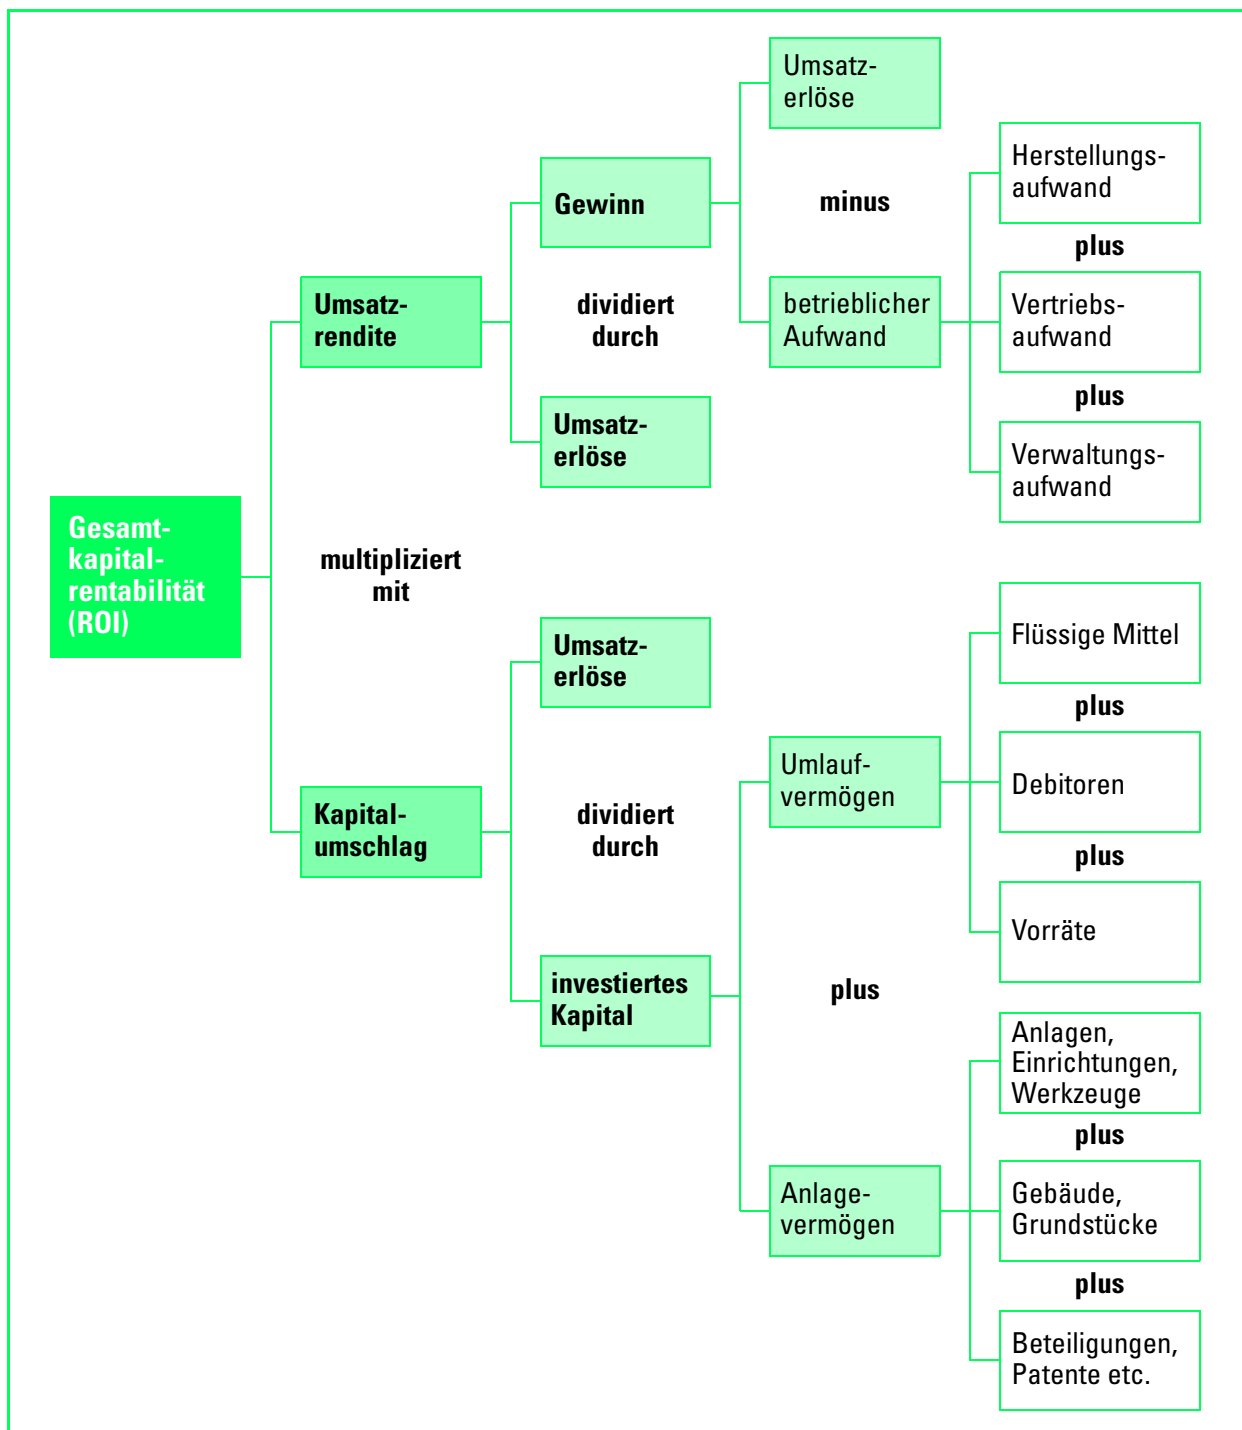 Umsatz-
erlöse
Herstellungs-
aufwand
Gewinn
minus
plus
Umsatz-
rendite
dividiert
durch
betrieblicher
Aufwand
Vertriebs-
aufwand
plus
Umsatz-
erlöse
Verwaltungs-
aufwand
Gesamt-
kapital-
rentabilität
(ROI)
multipliziert
mit
Umsatz-
erlöse
Flüssige Mittel
plus
Umlauf-
vermögen
Debitoren
Kapital-
umschlag
dividiert
durch
plus
Vorräte
investiertes
Kapital
plus
Anlagen,
Einrichtungen,
Werkzeuge
plus
Anlage-
vermögen
Gebäude,
Grundstücke
plus
Beteiligungen,
Patente etc.